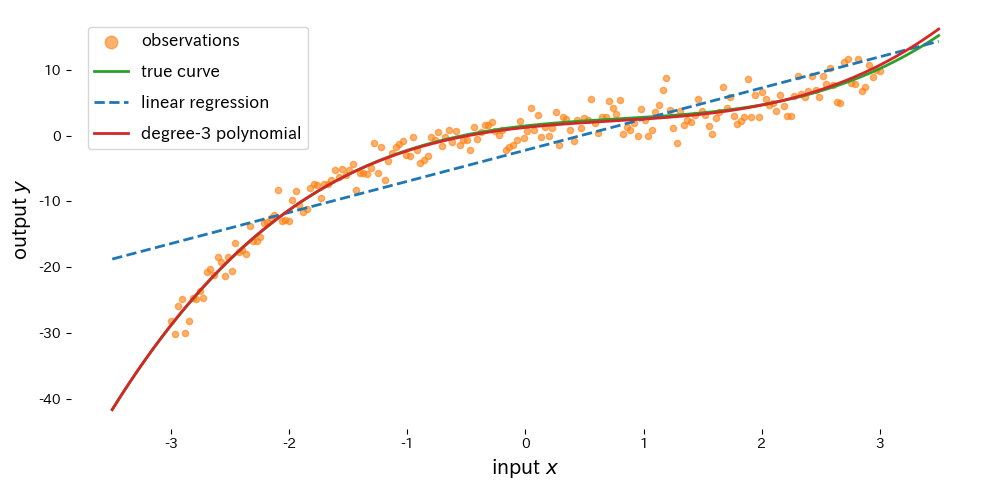 observations
true curve
linear regression
degree-3 polynomial
output y
10
0
-10
-20
-30
-40
-3
-2
-1
0
1
2
3
input x